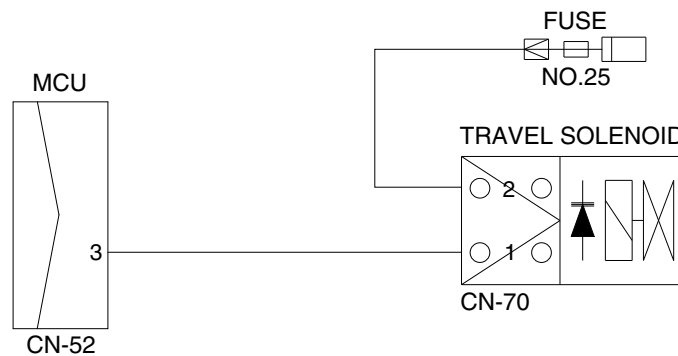 FUSE
NO.25
MCU
TRAVEL SOLENOID
2
3
1
CN-70
CN-52